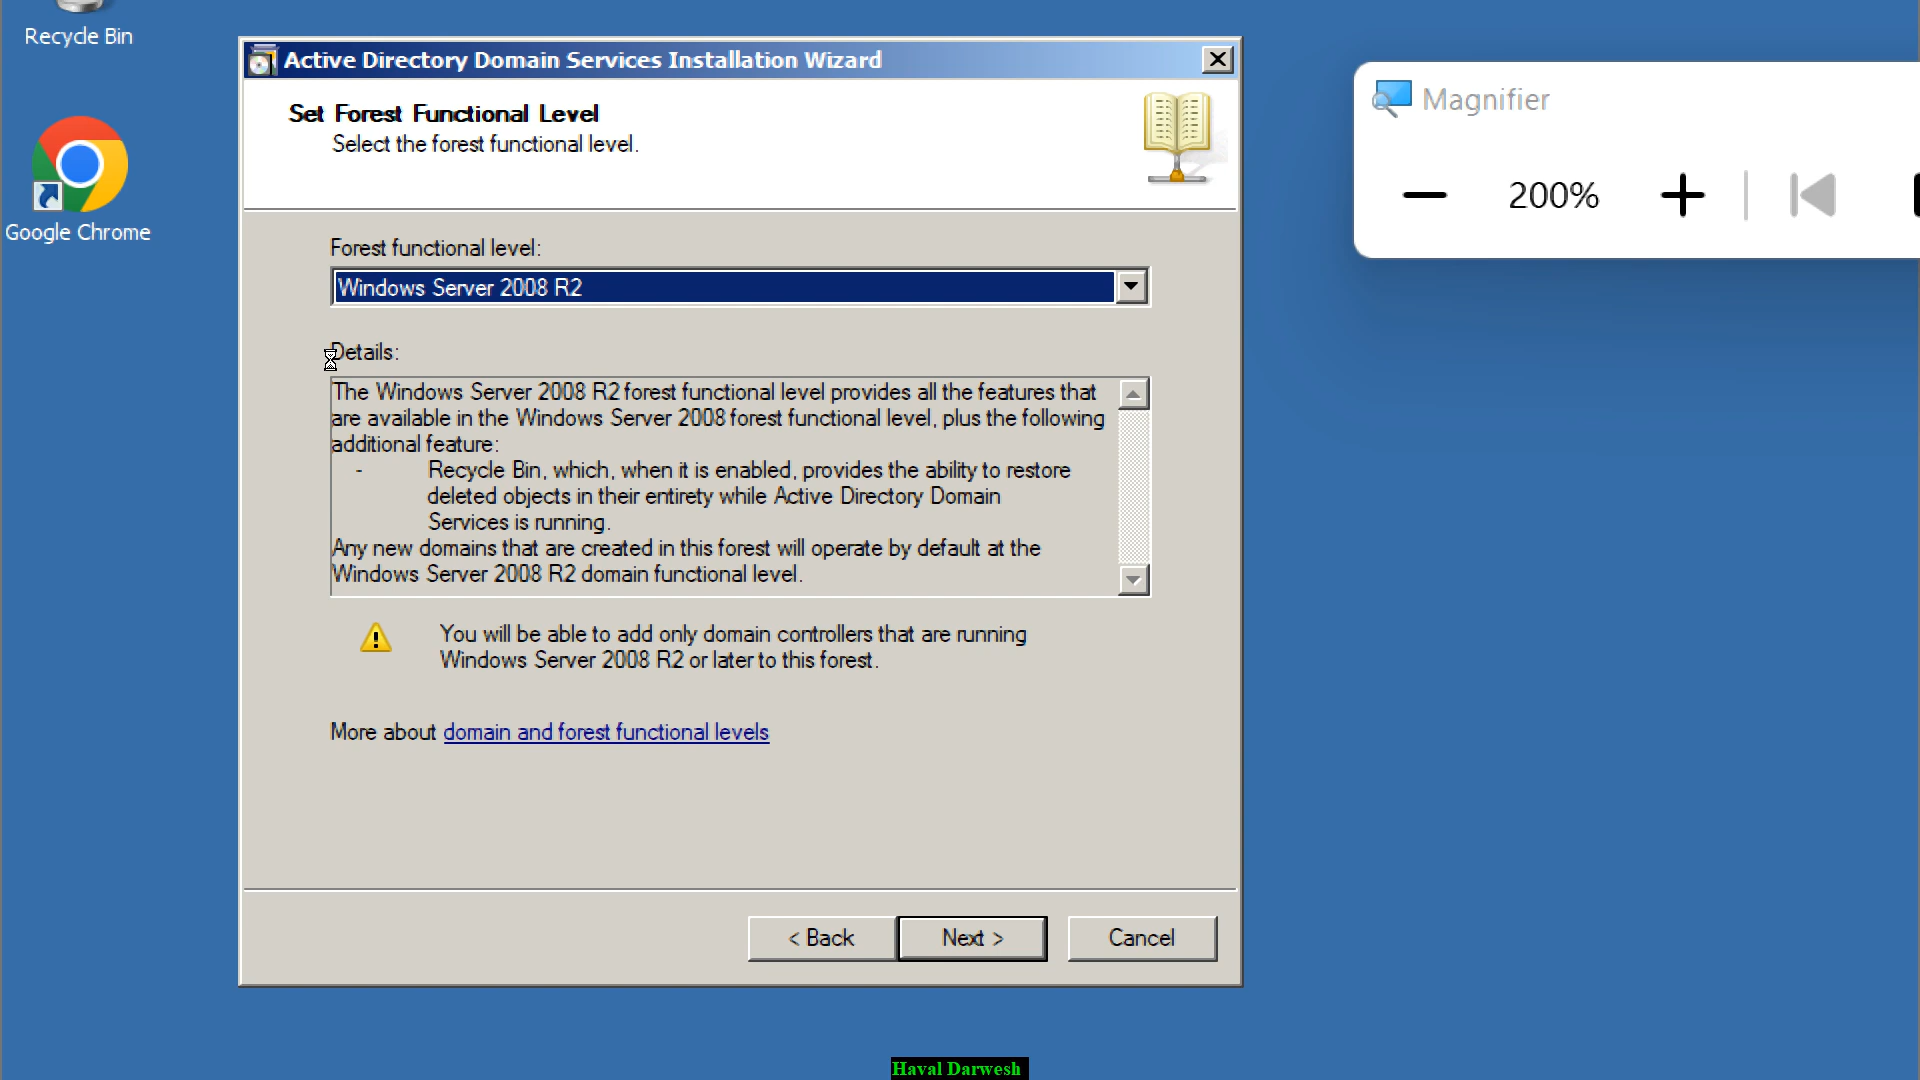 Recycle Bin
Google Chrome
Active Directory Domain Services Installation Wizard
Set Forest Functional Level
Select the forest functional level.
Forest functional level:
Windows Server 2008 R2
Details:
The Windows Server 2008 R2 forest functional level provides all the features that
are available in the Windows Server 2008 forest functional level, plus the following
additional feature:
- Recycle Bin, which, when it is enabled, provides the ability to restore
deleted objects in their entirety while Active Directory Domain
Services is running.
Any new domains that are created in this forest will operate by default at the
Windows Server 2008 R2 domain functional level.
You will be able to add only domain controllers that are running
Windows Server 2008 R2 or later to this forest.
More about domain and forest functional levels
< Back
Next >
Cancel
Magnifier
200%
Haval Darwesh